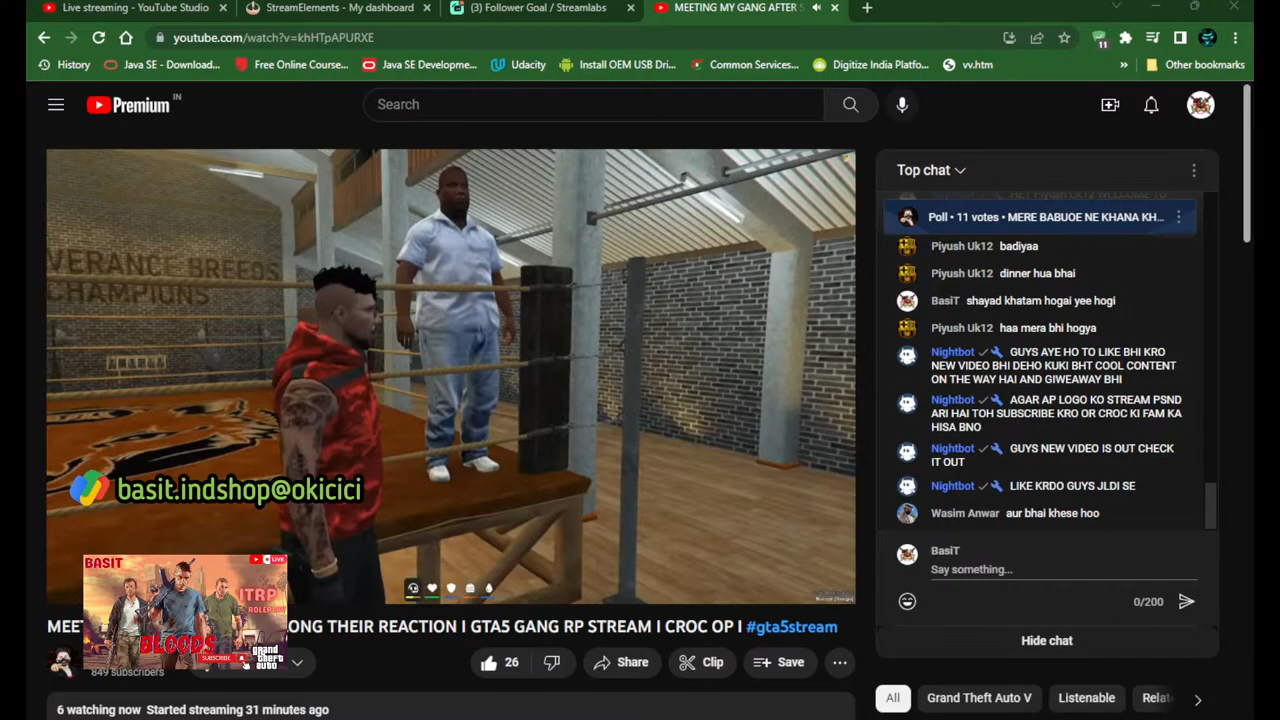 Live streaming - YouTube Studio
StreamElements - My dashboard
(3) Follower Goal / Streamlabs
MEETING MY GANG AFTER S
youtube.com/watch?v=khHTpAPURXE
11
History
Java SE - Download...
Free Online Course...
Java SE Developme...
Udacity
Install OEM USB Dri...
Common Services...
Digitize India Platfo...
vv.htm
Other bookmarks
Premium IN
Search
VERANCE BREEDS
CHAMPIONS
basit.indshop@okicici
BASIT
LIVE
ITRP
ROLEPLAY
BLOODS
SUBSCRIBE
grand
theft
auto
MEET
ONG THEIR REACTION I GTA5 GANG RP STREAM I CROC OP I #gta5stream
849 subscribers
26
Share
Clip
Save
6 watching now Started streaming 31 minutes ago
Top chat
Poll • 11 votes • MERE BABUOE NE KHANA KH...
Piyush Uk12 badiyaa
Piyush Uk12 dinner hua bhai
BasiT shayad khatam hogai yee hogi
Piyush Uk12 haa mera bhi hogya
Nightbot GUYS AYE HO TO LIKE BHI KRO
NEW VIDEO BHI DEHO KUKI BHT COOL CONTENT
ON THE WAY HAI AND GIWEAWAY BHI
Nightbot AGAR AP LOGO KO STREAM PSND
ARI HAI TOH SUBSCRIBE KRO OR CROC KI FAM KA
HISA BNO
Nightbot GUYS NEW VIDEO IS OUT CHECK
IT OUT
Nightbot LIKE KRDO GUYS JLDI SE
Wasim Anwar aur bhai khese hoo
BasiT
Say something...
0/200
Hide chat
All
Grand Theft Auto V
Listenable
Relat